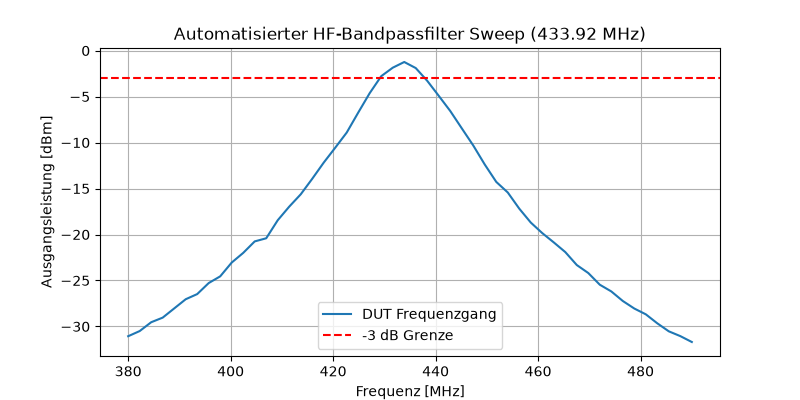 Automatisierter HF-Bandpassfilter Sweep (433.92 MHz)
Ausgangsleistung [dBm]
0
−5
−10
−15
−20
−25
−30
DUT Frequenzgang
-3 dB Grenze
380
400
420
440
460
480
Frequenz [MHz]